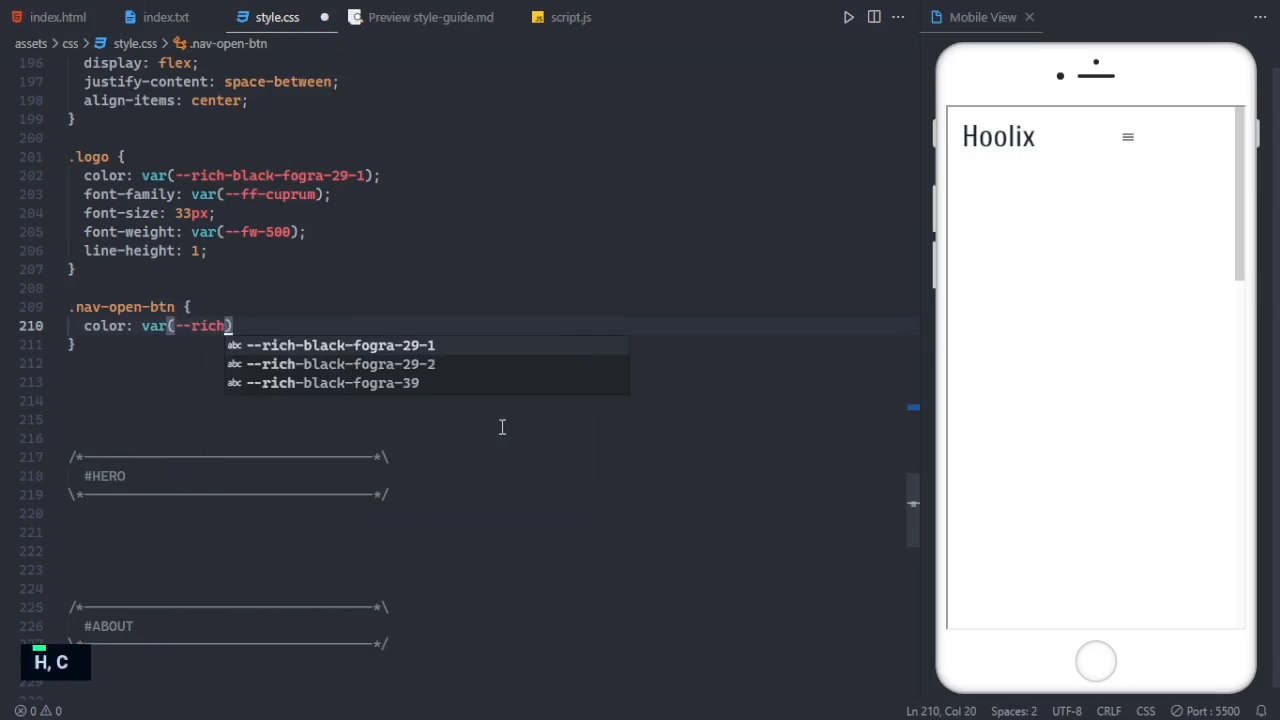 index.html
index.txt
style.css
Preview style-guide.md
script.js
Mobile View
assets > css > style.css > .nav-open-btn
196 display: flex;
197 justify-content: space-between;
198 align-items: center;
199 }
200
201 .logo {
202 color: var(--rich-black-fogra-29-1);
203 font-family: var(--ff-cuprum);
204 font-size: 33px;
205 font-weight: var(--fw-500);
206 line-height: 1;
207 }
208
209 .nav-open-btn {
210 color: var(--rich)
211 }
abc --rich-black-fogra-29-1
212
abc --rich-black-fogra-29-2
213
abc --rich-black-fogra-39
214
215
216
217 /*-----------------------------------*\
218 #HERO
219 \*-----------------------------------*/
220
221
222
223
224
225 /*-----------------------------------*\
226 #ABOUT
227 \*-----------------------------------*/
229
H, C
Hoolix
0 0
Ln 210, Col 20
Spaces: 2
UTF-8
CRLF
CSS
Port : 5500